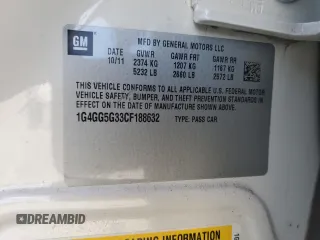 GM
MFD BY GENERAL MOTORS LLC
DATE GVWR GAWR FRT GAWR RR
10/11 2374 KG 1207 KG 1167 KG
5232 LB 2660 LB 2572 LB
THIS VEHICLE CONFORMS TO ALL APPLICABLE U.S. FEDERAL MOTOR
VEHICLE SAFETY, BUMPER, AND THEFT PREVENTION STANDARDS IN
EFFECT ON THE DATE OF MANUFACTURE SHOWN ABOVE.
1G4GG5G33CF188632 TYPE: PASS CAR
LOADING INFORMATION
DREAMBID